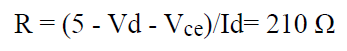 R = (5 - Vd - Vce)/Id= 210 Ω